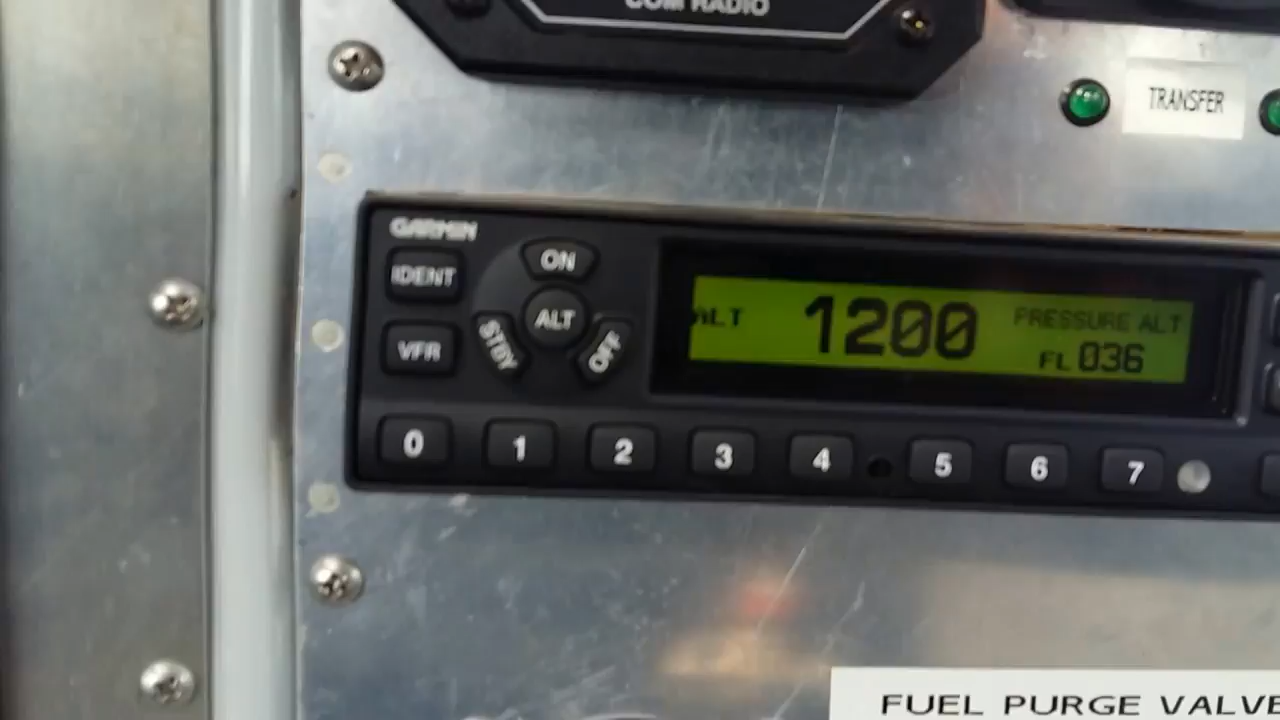 COM RADIO
TRANSFER
GARMIN
IDENT
ON
ALT
STBY
OFF
VFR
ALT
1200
PRESSURE ALT
FL 036
0 1 2 3 4 5 6 7
FUEL PURGE VALVE